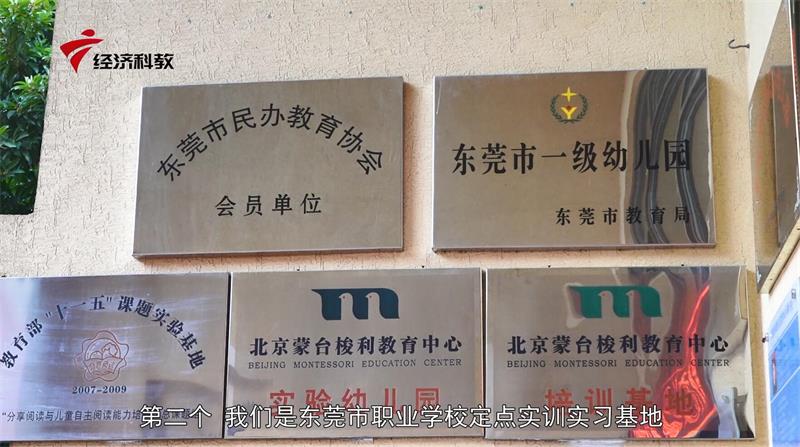 经济科教
东莞市民办教育协会
会员单位
东莞市一级幼儿园
东莞市教育局
教育部"十一五"课题实验基地
2007-2009
"分享阅读与儿童自主阅读能力培
北京蒙台梭利教育中心
BEIJING MONTESSORI EDUCATION CENTER
实验幼儿园
北京蒙台梭利教育中心
BEIJING MONTESSORI EDUCATION CENTER
培训基地
第二个 我们是东莞市职业学校定点实训实习基地